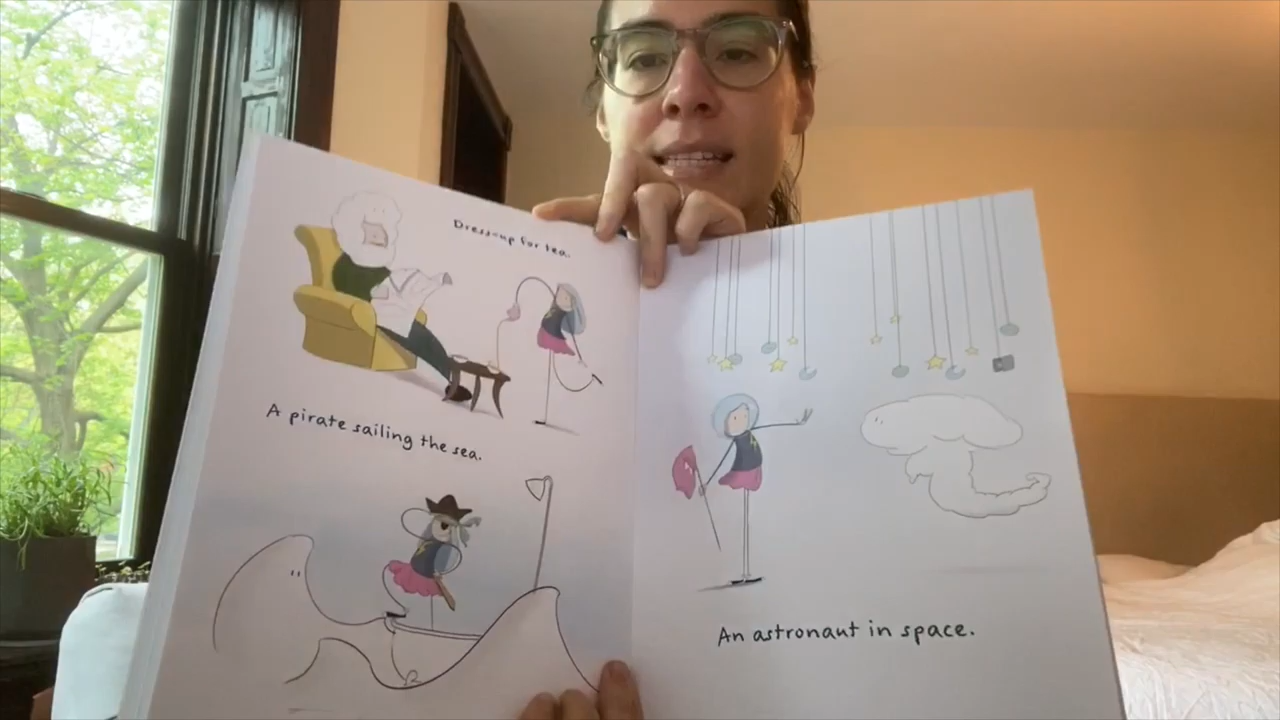 Dress-up for tea.
A pirate sailing the sea.
An astronaut in space.